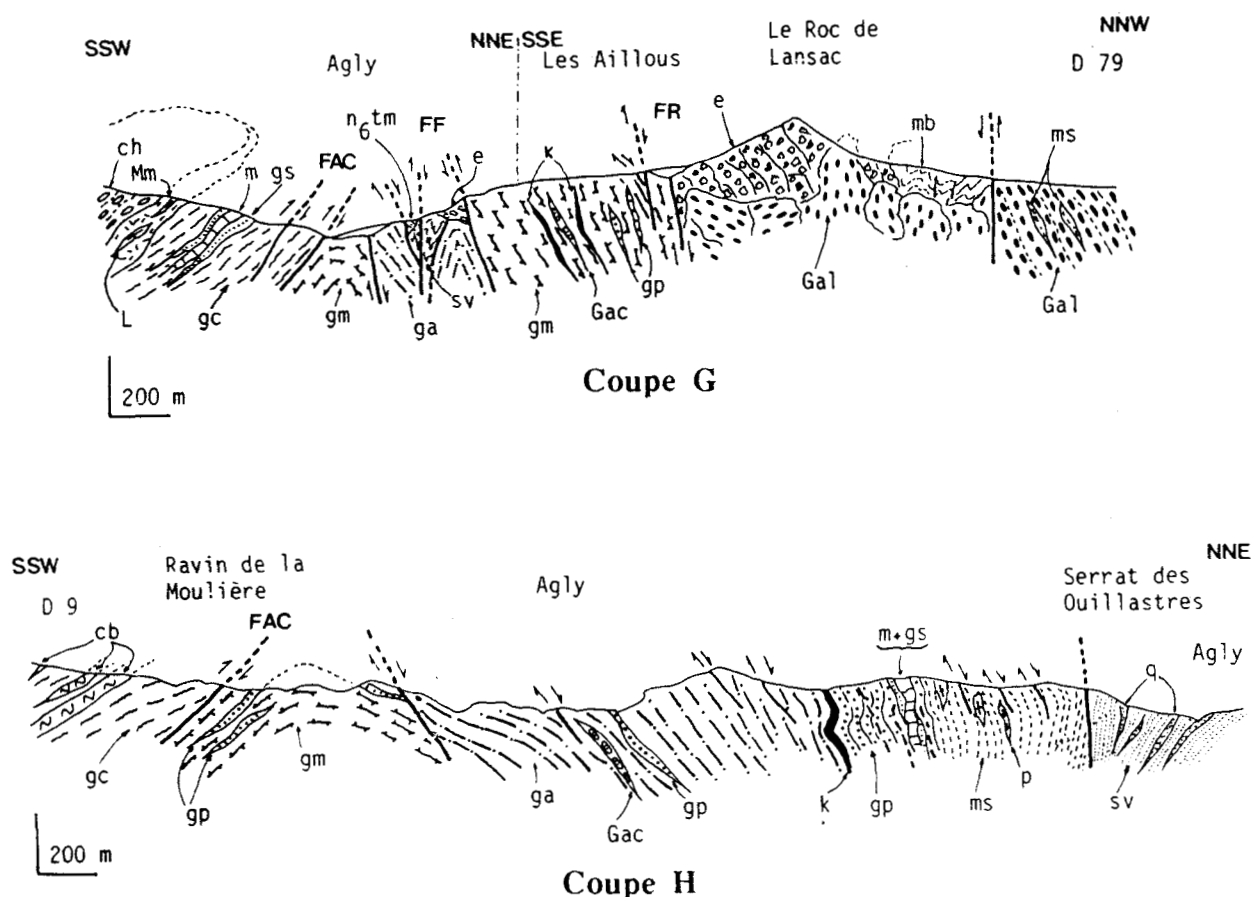 SSW
NNE SSE
NNW
Agly
Les Aillous
Le Roc de
Lansac
D 79
n6tm
FF
FR
e
mb
ms
ch
Mm
m gs
FAC
e
K
L
gc
gm
ga
sv
gm
Gac
gp
Gal
Gal
200 m
Coupe G
SSW
NNE
D 9
Ravin de la
Moulière
Agly
Serrat des
Ouillastres
Agly
cb
FAC
m+gs
q
gc
gp
gm
ga
Gac
gp
k
gp
ms
p
sv
200 m
Coupe H